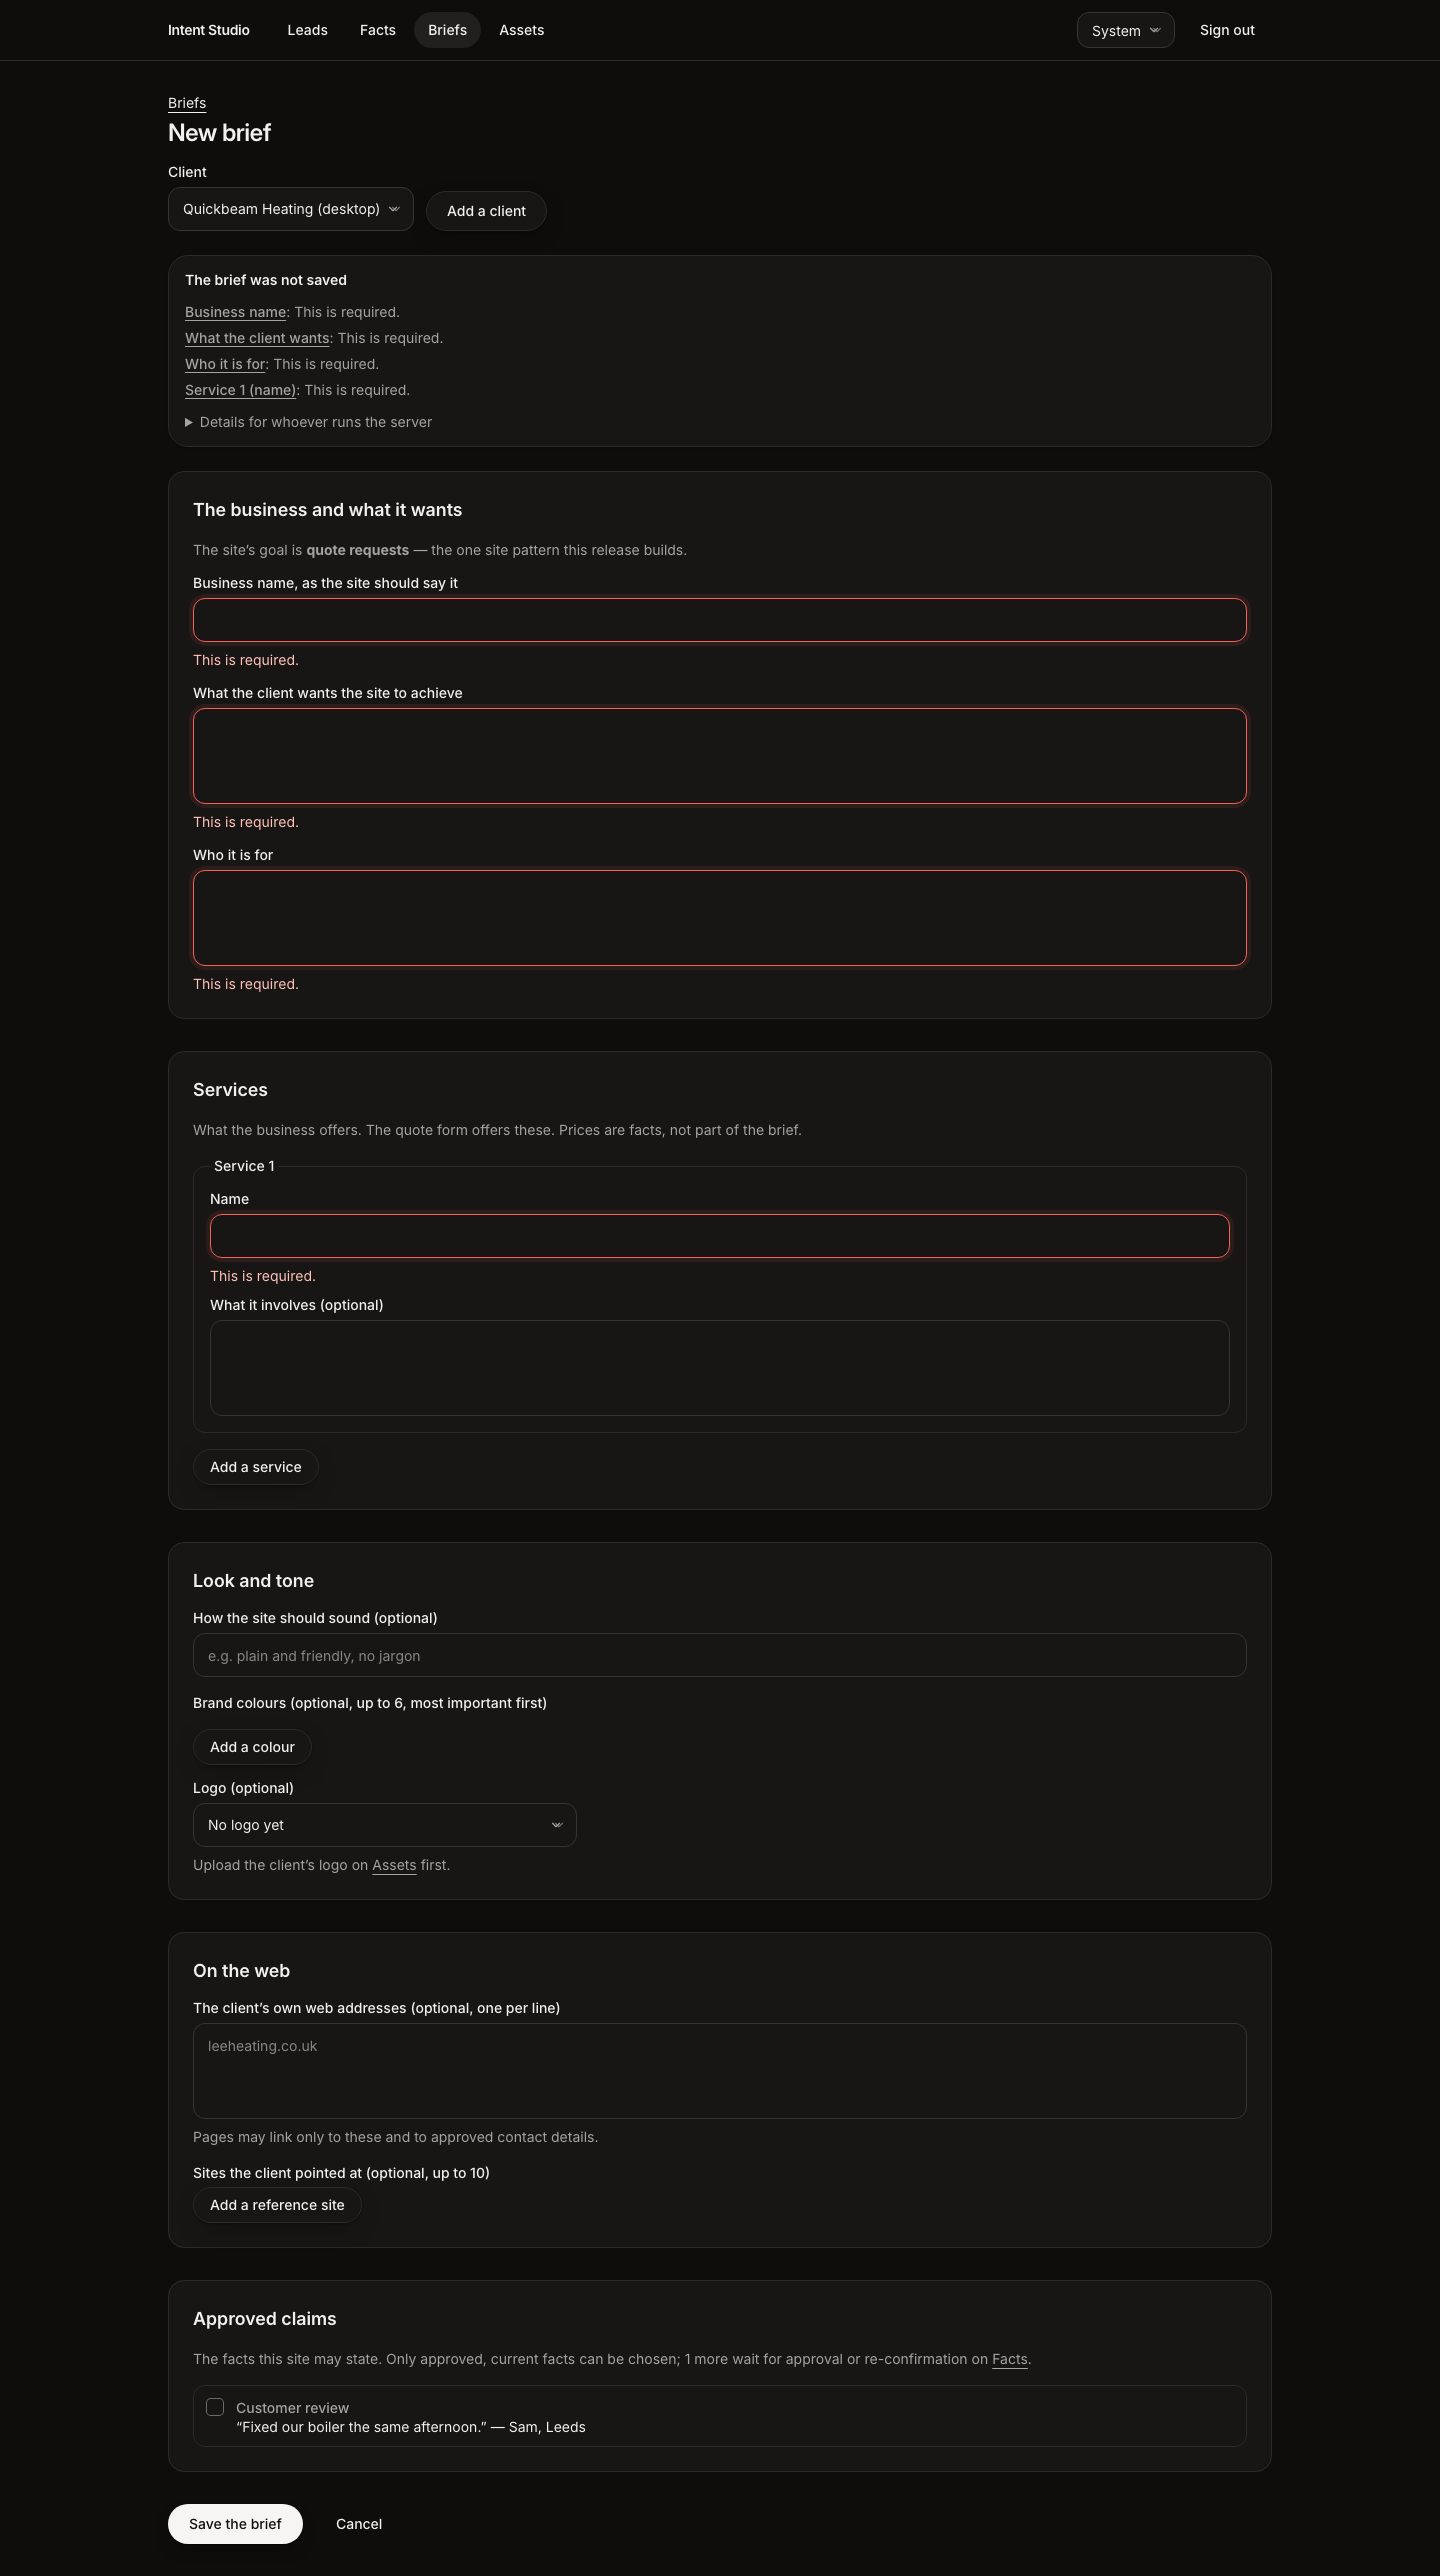 Intent Studio Leads Facts Briefs Assets System Sign out
Briefs
New brief
Client
Quickbeam Heating (desktop) Add a client
The brief was not saved
Business name: This is required.
What the client wants: This is required.
Who it is for: This is required.
Service 1 (name): This is required.
Details for whoever runs the server
The business and what it wants
The site’s goal is quote requests — the one site pattern this release builds.
Business name, as the site should say it
This is required.
What the client wants the site to achieve
This is required.
Who it is for
This is required.
Services
What the business offers. The quote form offers these. Prices are facts, not part of the brief.
Service 1
Name
This is required.
What it involves (optional)
Add a service
Look and tone
How the site should sound (optional)
e.g. plain and friendly, no jargon
Brand colours (optional, up to 6, most important first)
Add a colour
Logo (optional)
No logo yet
Upload the client’s logo on Assets first.
On the web
The client’s own web addresses (optional, one per line)
leeheating.co.uk
Pages may link only to these and to approved contact details.
Sites the client pointed at (optional, up to 10)
Add a reference site
Approved claims
The facts this site may state. Only approved, current facts can be chosen; 1 more wait for approval or re-confirmation on Facts.
Customer review
“Fixed our boiler the same afternoon.” — Sam, Leeds
Save the brief Cancel